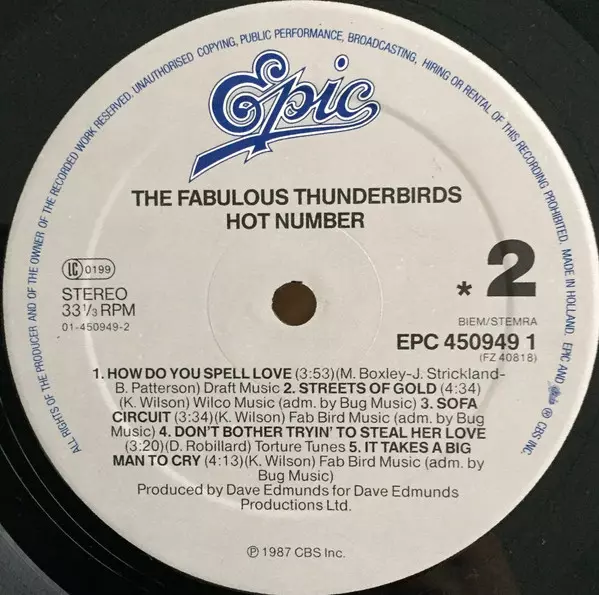 ALL RIGHTS OF THE PRODUCER AND OF THE OWNER OF THE RECORDED WORK RESERVED. UNAUTHORISED COPYING, PUBLIC PERFORMANCE, BROADCASTING, HIRING OR RENTAL OF THIS RECORDING PROHIBITED. MADE IN HOLLAND. EPIC AND Epic ℗ CBS INC.
Epic
THE FABULOUS THUNDERBIRDS
HOT NUMBER
LC 0199
STEREO
33⅓ RPM
01-450949-2
* 2
BIEM/STEMRA
EPC 450949 1
(FZ 40818)
1. HOW DO YOU SPELL LOVE (3:53)(M. Boxley-J. Strickland-
B. Patterson) Draft Music 2. STREETS OF GOLD (4:34)
(K. Wilson) Wilco Music (adm. by Bug Music) 3. SOFA
CIRCUIT (3:34)(K. Wilson) Fab Bird Music (adm. by Bug
Music) 4. DON'T BOTHER TRYIN' TO STEAL HER LOVE
(3:20)(D. Robillard) Torture Tunes 5. IT TAKES A BIG
MAN TO CRY (4:13)(K. Wilson) Fab Bird Music (adm. by
Bug Music)
Produced by Dave Edmunds for Dave Edmunds
Productions Ltd.
℗ 1987 CBS Inc.